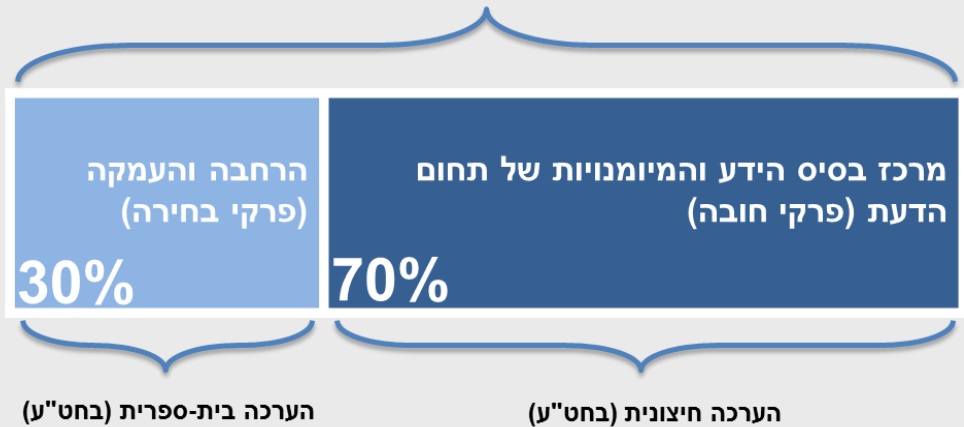 מרכז בסיס הידע והמיומנויות של תחום
הדעת (פרקי חובה)
70%
הרחבה והעמקה
(פרקי בחירה)
30%
הערכה חיצונית (בחט"ע)
הערכה בית-ספרית (בחט"ע)